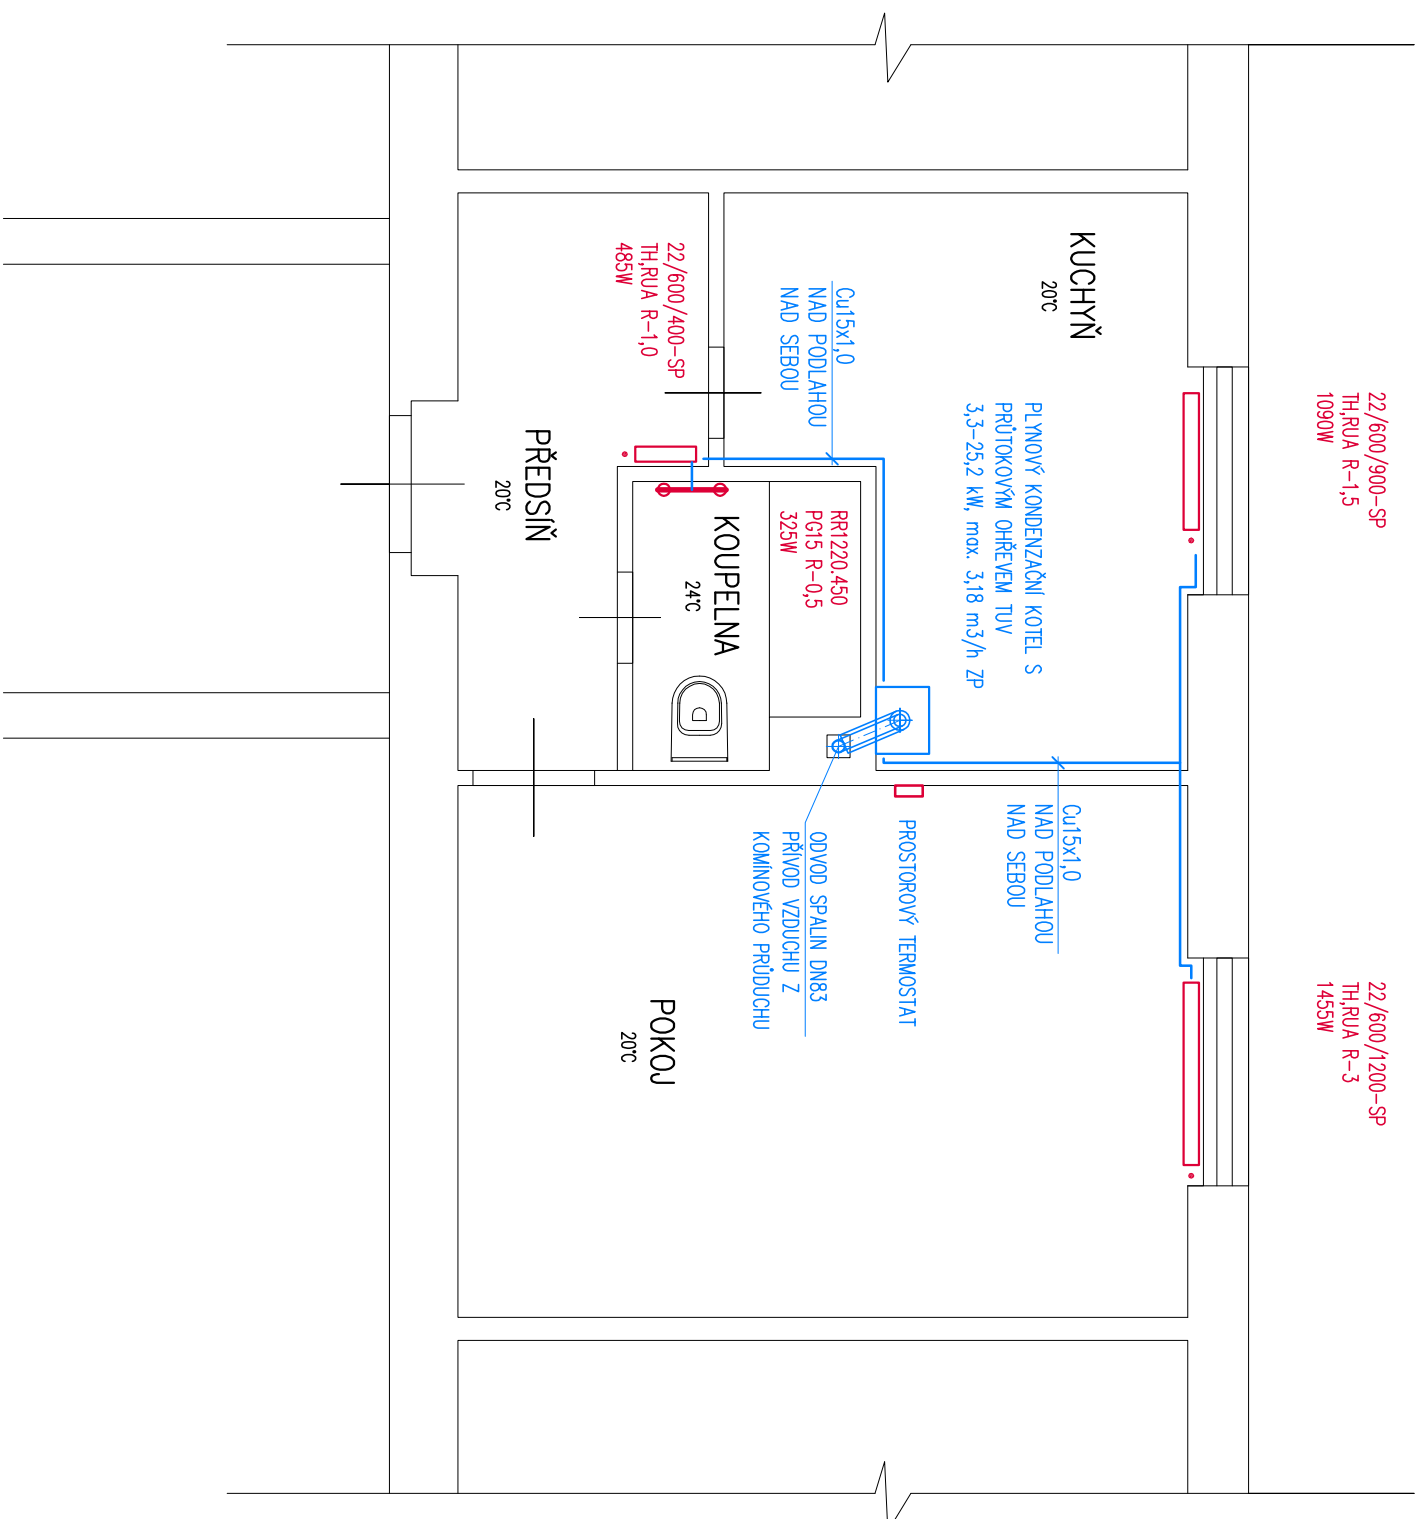 22/600/900-SP
TH,RUA R-1,5
1090W
22/600/1200-SP
TH,RUA R-3
1455W
KUCHYŇ
20°C
PLYNOVÝ KONDENZAČNÍ KOTEL S
PRŮTOKOVÝM OHŘEVEM TUV
3,3-25,2 kW, max. 3,18 m3/h ZP
Cu15x1,0
NAD PODLAHOU
NAD SEBOU
Cu15x1,0
NAD PODLAHOU
NAD SEBOU
22/600/400-SP
TH,RUA R-1,0
485W
RR1220.450
PG15 R-0,5
325W
KOUPELNA
24°C
PŘEDSÍŇ
20°C
PROSTOROVÝ TERMOSTAT
ODVOD SPALIN DN83
PŘÍVOD VZDUCHU Z
KOMÍNOVÉHO PRŮDUCHU
POKOJ
20°C